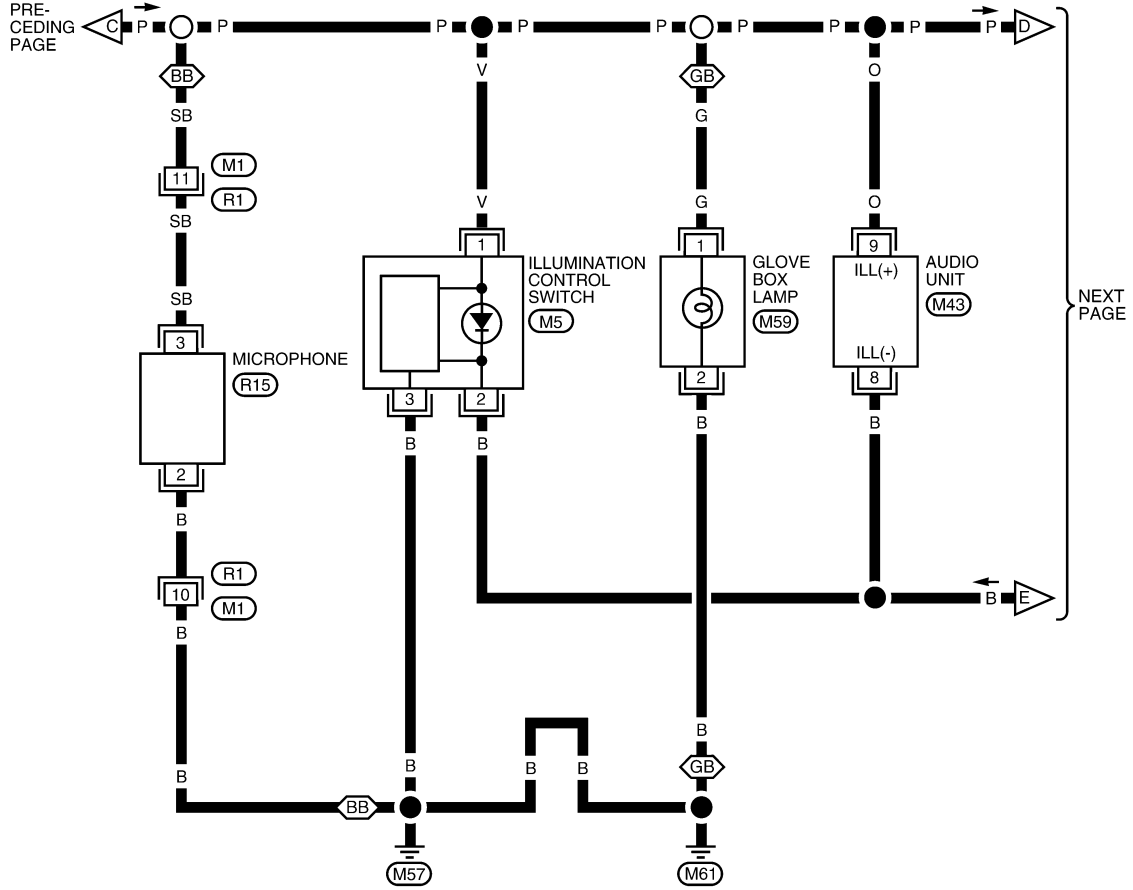 PRE-
CEDING
PAGE
C P P P P P P P P P D
BB V GB O
SB G
11 M1
R1
SB V G O
SB
1 1 9
ILLUMINATION
CONTROL
SWITCH
M5
GLOVE
BOX
LAMP
M59
ILL(+)
AUDIO
UNIT
M43
NEXT
PAGE
3
MICROPHONE
R15
ILL(-)
2 8
3 2
B B B B
2
B
R1
10
M1
B E
B
B
GB
B B B B
BB
M57 M61